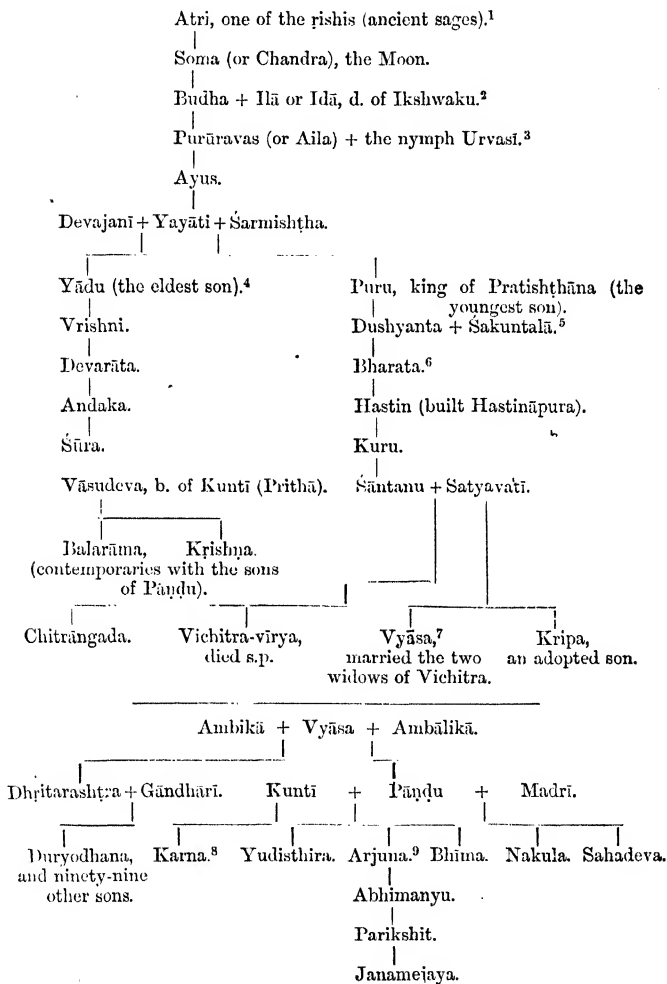 Atri, one of the ṛishis (ancient sages).¹
Soma (or Chandra), the Moon.
Budha + Ilā or Idā, d. of Ikshwaku.²
Purūravas (or Aila) + the nymph Urvasī.³
Ayus.
Devajanī + Yayāti + Śarmishṭha.
Yādu (the eldest son).⁴ Puru, king of Pratishṭhāna (the
youngest son).
Vrishni. Dushyanta + Śakuntalā.⁵
Devarāta. Bharata.⁶
Andaka. Hastin (built Hastināpura).
Śūra. Kuru.
Vāsudeva, b. of Kuntī (Prithā). Śāntanu + Satyavatī.
Balarāma, Kṛishṇa.
(contemporaries with the sons
of Pāṇḍu).
Chitrāngada. Vichitra-vīrya, Vyāsa,⁷ Kripa,
died s.p. married the two an adopted son.
widows of Vichitra.
Ambikā + Vyāsa + Ambālikā.
Dhṛitarashṭra + Gāndhārī. Kuntī + Pāṇḍu + Madrī.
Duryodhana, Karna.⁸ Yudisthira. Arjuna.⁹ Bhīma. Nakula. Sahadeva.
and ninety-nine
other sons.
Abhimanyu.
Parikshit.
Janamejaya.